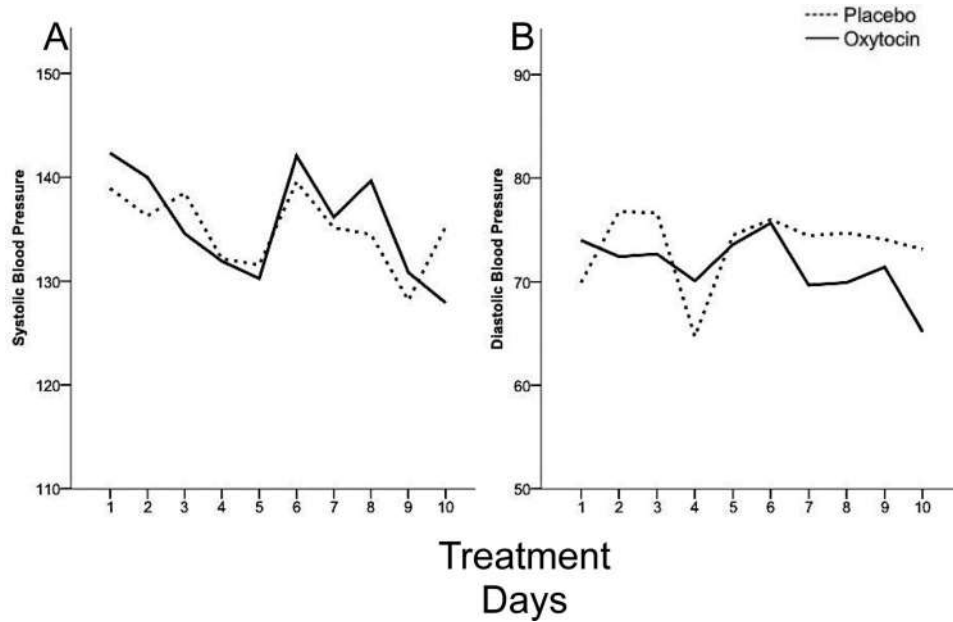 A
B
Placebo
Oxytocin
Systolic Blood Pressure
150
140
130
120
110
1 2 3 4 5 6 7 8 9 10
Diastolic Blood Pressure
90
80
70
60
50
1 2 3 4 5 6 7 8 9 10
Treatment
Days